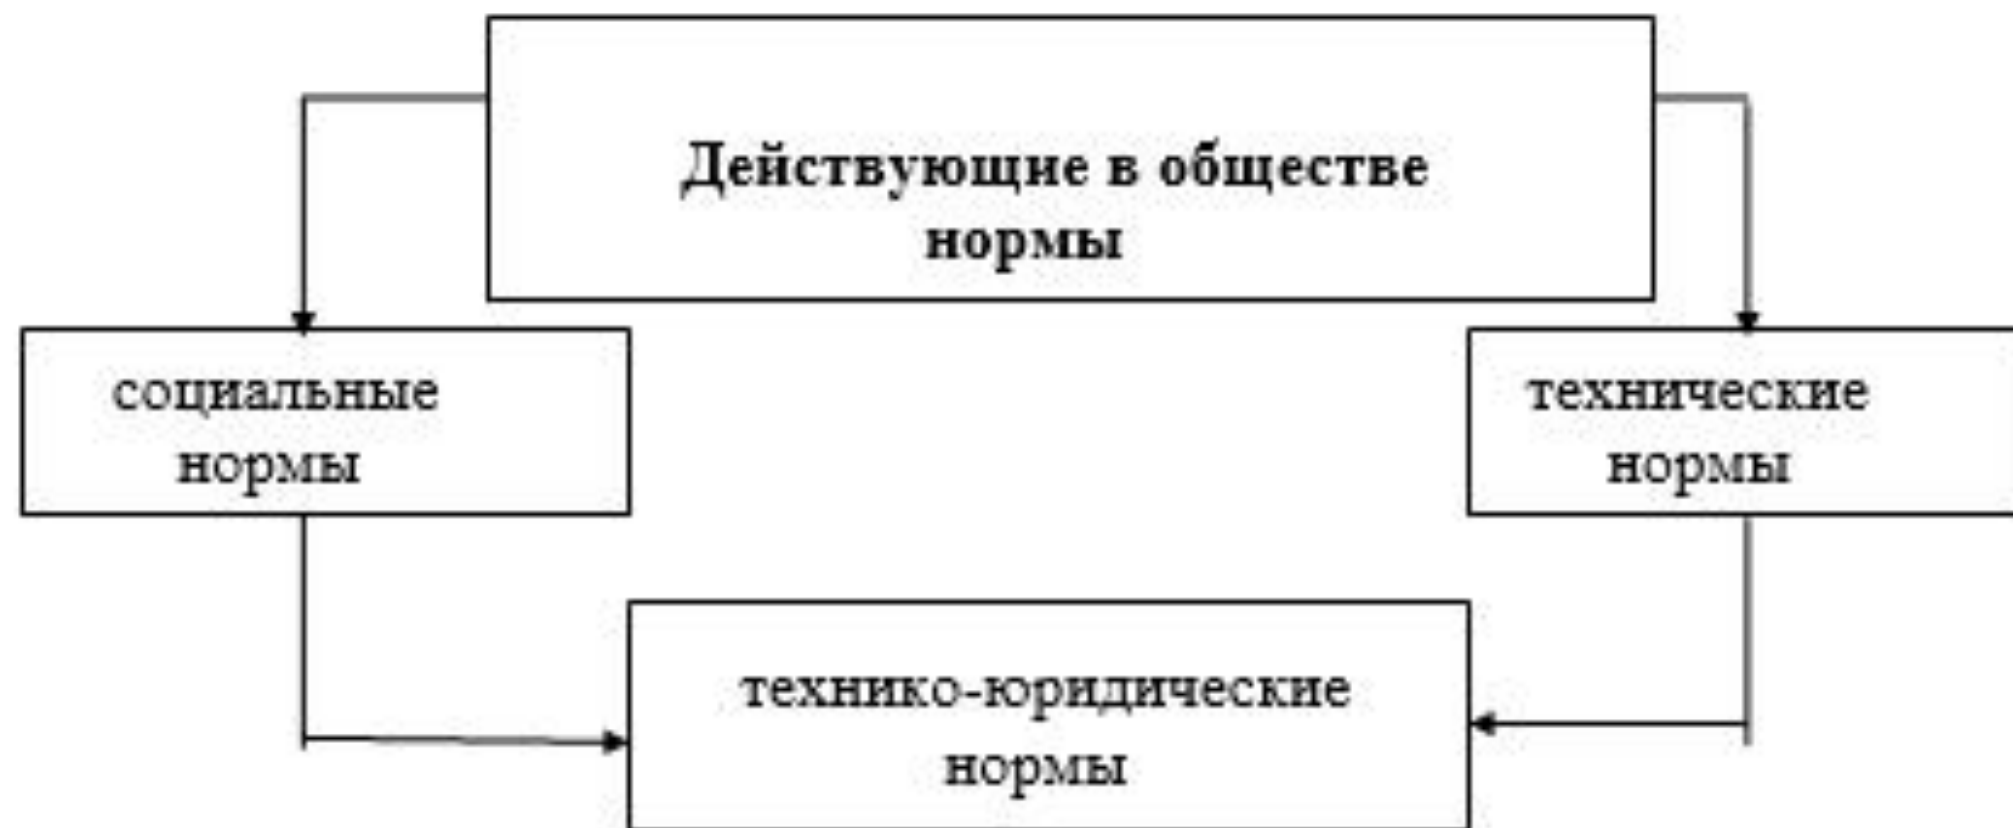 Действующие в обществе
нормы
социальные
нормы
технические
нормы
технико-юридические
нормы